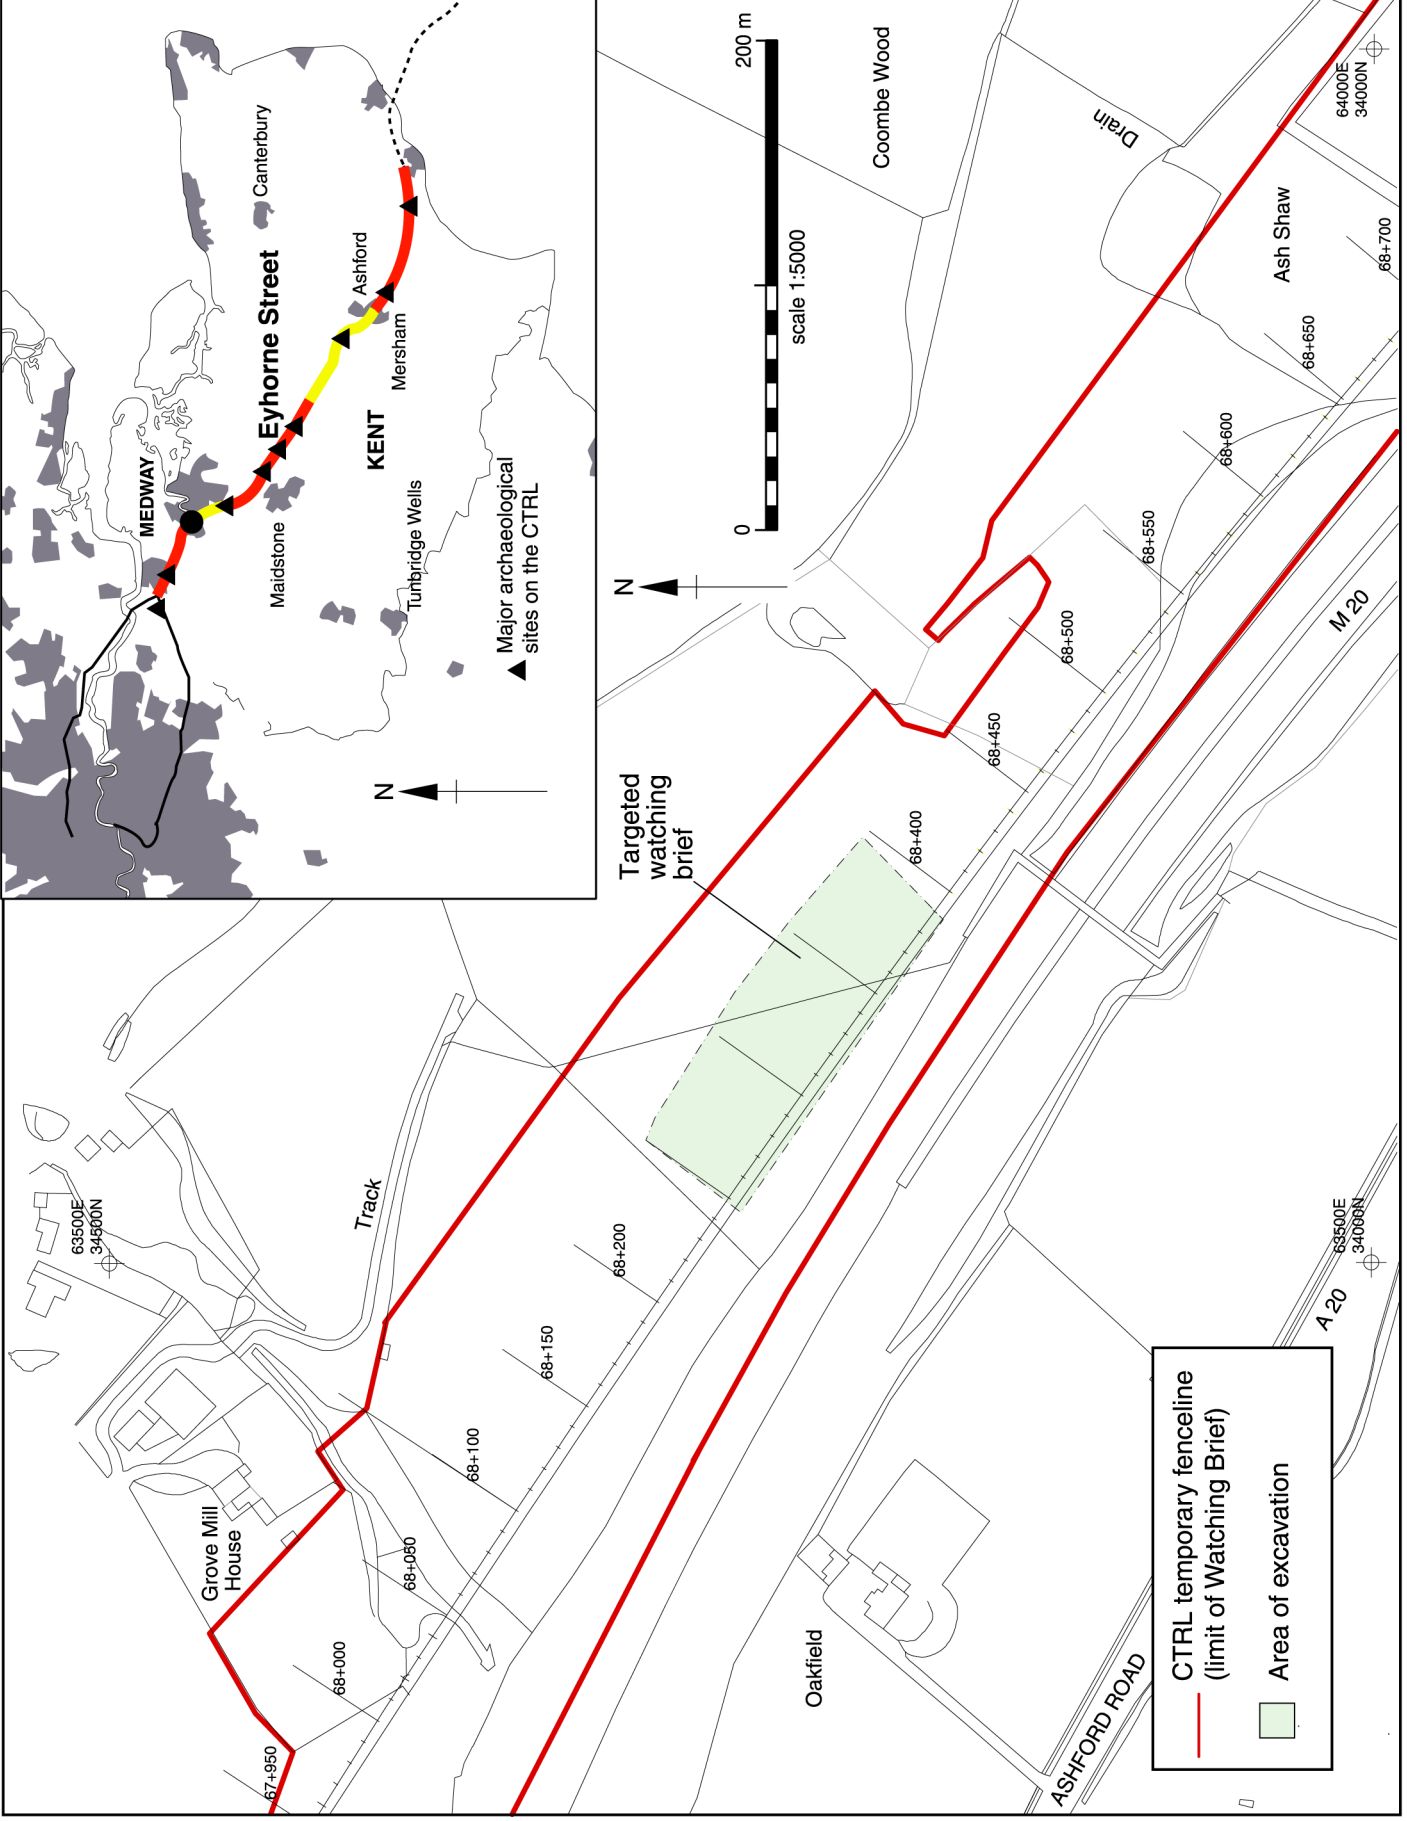 MEDWAY
Eyhorne Street
Canterbury
Maidstone
Ashford
Mersham
KENT
Tunbridge Wells
N
Major archaeological
sites on the CTRL
N
0
200 m
scale 1:5000
Coombe Wood
Drain
Ash Shaw
64000E
34000N
63500E
34500N
Track
Grove Mill
House
Targeted
watching
brief
67+950
68+000
68+050
68+100
68+150
68+200
68+400
68+450
68+500
68+550
68+600
68+650
68+700
M 20
Oakfield
ASHFORD ROAD
A 20
63500E
34000N
CTRL temporary fenceline
(limit of Watching Brief)
Area of excavation